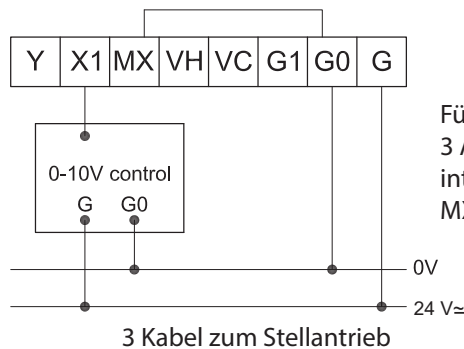 Y X1 MX VH VC G1 G0 G
0-10V control
G G0
Fü
3 A
int
MX
0V
24 V≃
3 Kabel zum Stellantrieb